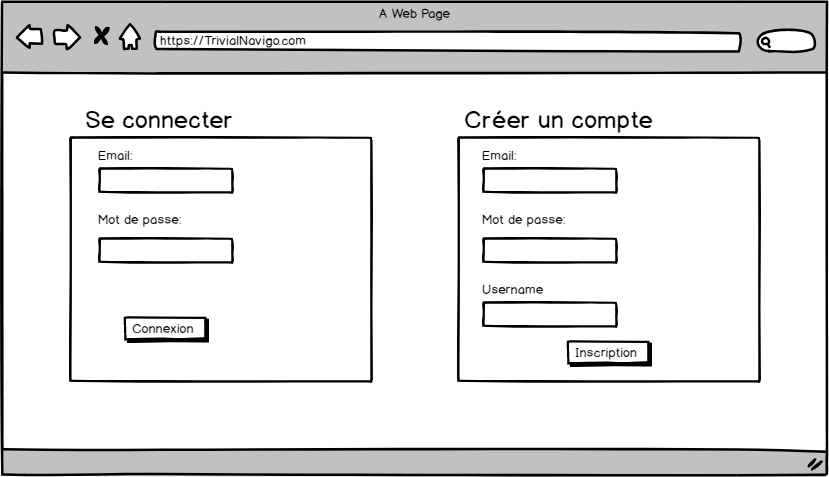 A Web Page
https://TrivialNavigo.com
Se connecter
Email:
Mot de passe:
Connexion
Créer un compte
Email:
Mot de passe:
Username
Inscription